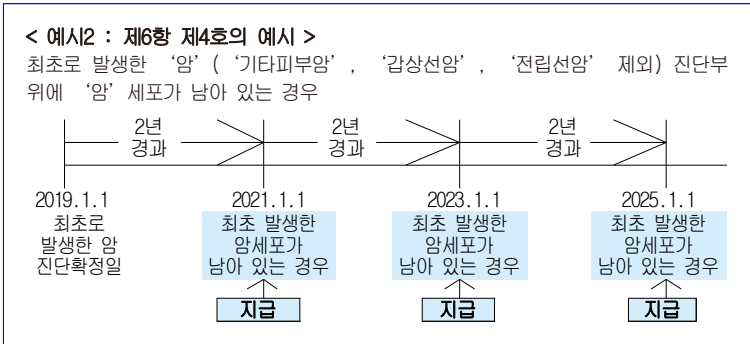 < 예시2 : 제6항 제4호의 예시 >
최초로 발생한 ‘암’ ( ‘기타피부암’ , ‘갑상선암’ , ‘전립선암’ 제외) 진단부
위에 ‘암’ 세포가 남아 있는 경우
2년 2년 2년
경과 경과 경과
2019.1.1 2021.1.1 2023.1.1 2025.1.1
최초로 최초 발생한 최초 발생한 최초 발생한
발생한 암 암세포가 암세포가 암세포가
진단확정일 남아 있는 경우 남아 있는 경우 남아 있는 경우
지급 지급 지급